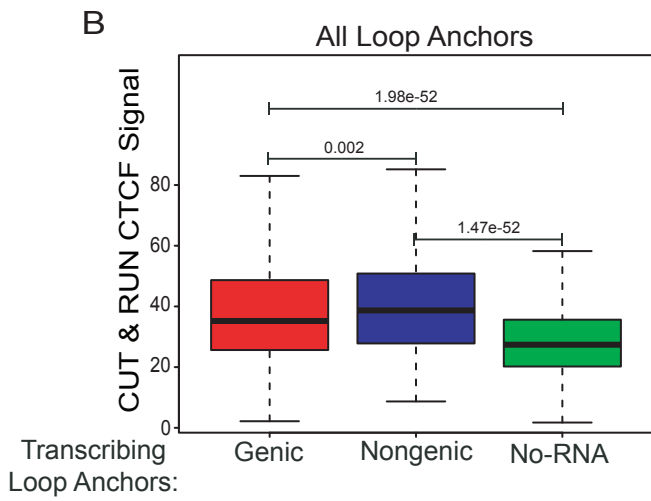 B
All Loop Anchors
CUT & RUN CTCF Signal
1.98e-52
0.002
1.47e-52
80
60
40
20
0
Transcribing Genic Nongenic No-RNA
Loop Anchors: